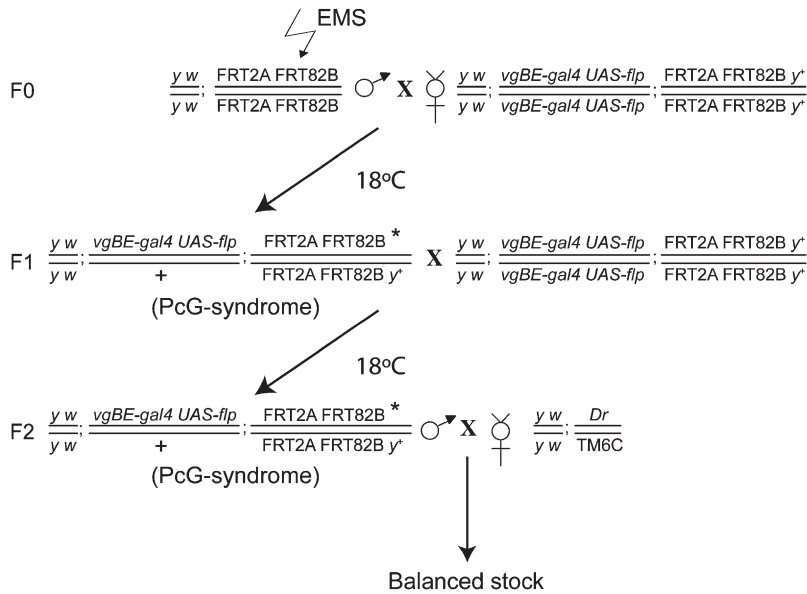 EMS
F0 y w / y w ; FRT2A FRT82B / FRT2A FRT82B ♂ X ♀ y w / y w ; vgBE-gal4 UAS-flp / vgBE-gal4 UAS-flp ; FRT2A FRT82B y+ / FRT2A FRT82B y+
18ºC
F1 y w / y w ; vgBE-gal4 UAS-flp / + ; FRT2A FRT82B * / FRT2A FRT82B y+ X y w / y w ; vgBE-gal4 UAS-flp / vgBE-gal4 UAS-flp ; FRT2A FRT82B y+ / FRT2A FRT82B y+
(PcG-syndrome)
18ºC
F2 y w / y w ; vgBE-gal4 UAS-flp / + ; FRT2A FRT82B * / FRT2A FRT82B y+ ♂ X ♀ y w / y w ; Dr / TM6C
(PcG-syndrome)
Balanced stock